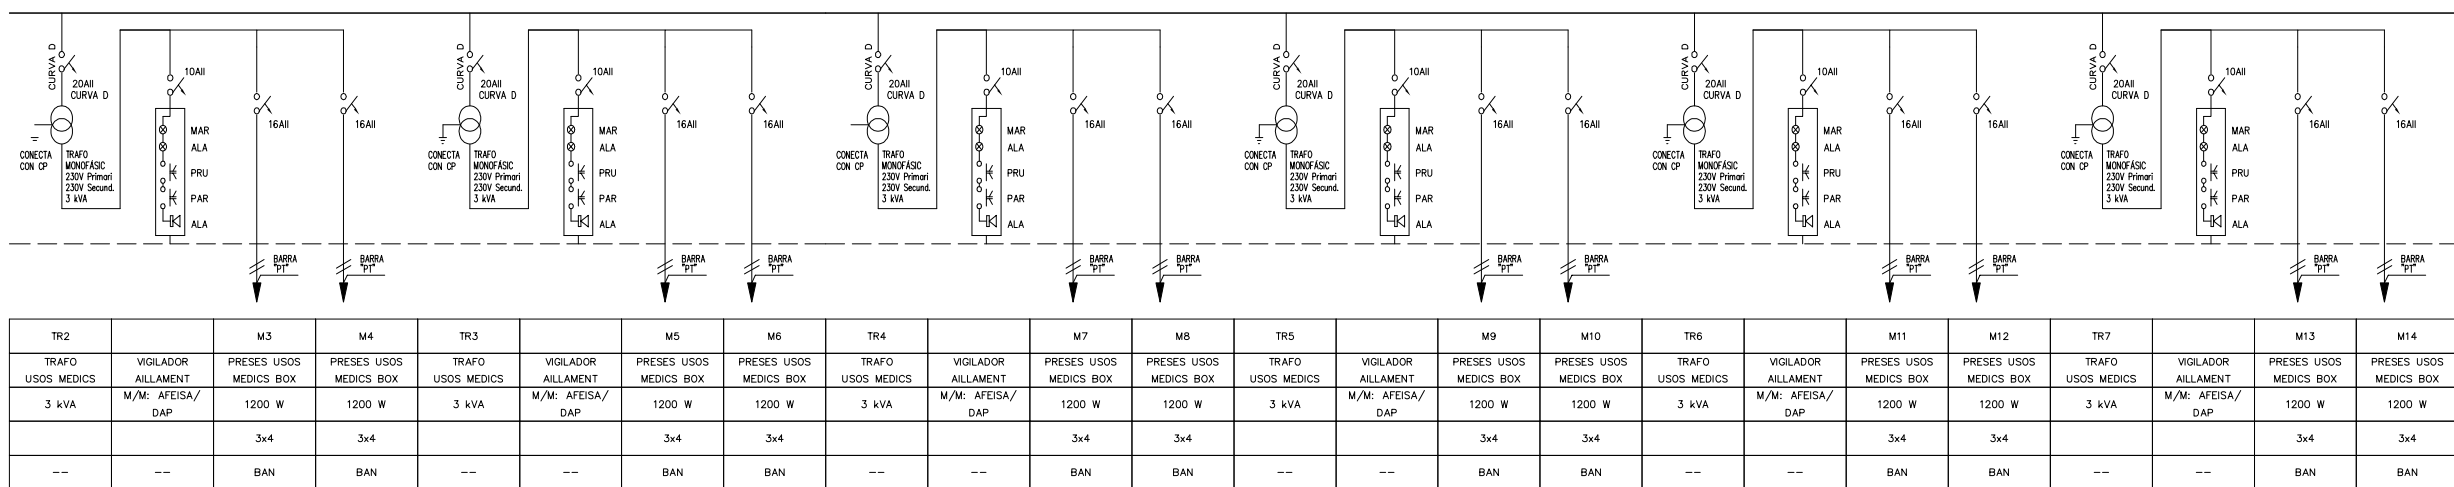 CURVA D
20AII
CURVA D
10AII
16AII
16AII
MAR
ALA
PRU
PAR
ALA
CONECTA
CON CP
TRAFO
MONOFÁSIC
230V Primari
230V Secund.
3 kVA
BARRA
"PT"
BARRA
"PT"
CURVA D
20AII
CURVA D
10AII
16AII
16AII
MAR
ALA
PRU
PAR
ALA
CONECTA
CON CP
TRAFO
MONOFÁSIC
230V Primari
230V Secund.
3 kVA
BARRA
"PT"
BARRA
"PT"
CURVA D
20AII
CURVA D
10AII
16AII
16AII
MAR
ALA
PRU
PAR
ALA
CONECTA
CON CP
TRAFO
MONOFÁSIC
230V Primari
230V Secund.
3 kVA
BARRA
"PT"
BARRA
"PT"
CURVA D
20AII
CURVA D
10AII
16AII
16AII
MAR
ALA
PRU
PAR
ALA
CONECTA
CON CP
TRAFO
MONOFÁSIC
230V Primari
230V Secund.
3 kVA
BARRA
"PT"
BARRA
"PT"
CURVA D
20AII
CURVA D
10AII
16AII
16AII
MAR
ALA
PRU
PAR
ALA
CONECTA
CON CP
TRAFO
MONOFÁSIC
230V Primari
230V Secund.
3 kVA
BARRA
"PT"
BARRA
"PT"
CURVA D
20AII
CURVA D
10AII
16AII
16AII
MAR
ALA
PRU
PAR
ALA
CONECTA
CON CP
TRAFO
MONOFÁSIC
230V Primari
230V Secund.
3 kVA
BARRA
"PT"
BARRA
"PT"
TR2 M3 M4 TR3 M5 M6 TR4 M7 M8 TR5 M9 M10 TR6 M11 M12 TR7 M13 M14
TRAFO VIGILADOR PRESES USOS PRESES USOS TRAFO VIGILADOR PRESES USOS PRESES USOS TRAFO VIGILADOR PRESES USOS PRESES USOS TRAFO VIGILADOR PRESES USOS PRESES USOS TRAFO VIGILADOR PRESES USOS PRESES USOS TRAFO VIGILADOR PRESES USOS PRESES USOS
USOS MEDICS AILLAMENT MEDICS BOX MEDICS BOX USOS MEDICS AILLAMENT MEDICS BOX MEDICS BOX USOS MEDICS AILLAMENT MEDICS BOX MEDICS BOX USOS MEDICS AILLAMENT MEDICS BOX MEDICS BOX USOS MEDICS AILLAMENT MEDICS BOX MEDICS BOX USOS MEDICS AILLAMENT MEDICS BOX MEDICS BOX
3 kVA M/M: AFEISA/ 1200 W 1200 W 3 kVA M/M: AFEISA/ 1200 W 1200 W 3 kVA M/M: AFEISA/ 1200 W 1200 W 3 kVA M/M: AFEISA/ 1200 W 1200 W 3 kVA M/M: AFEISA/ 1200 W 1200 W 3 kVA M/M: AFEISA/ 1200 W 1200 W
DAP DAP DAP DAP DAP DAP
3x4 3x4 3x4 3x4 3x4 3x4 3x4 3x4 3x4 3x4 3x4 3x4
-- -- BAN BAN -- -- BAN BAN -- -- BAN BAN -- -- BAN BAN -- -- BAN BAN -- -- BAN BAN